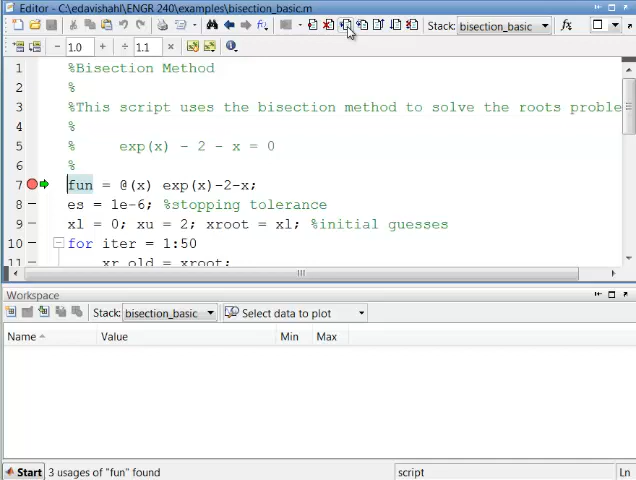 Editor - C:\edavishahl\ENGR 240\examples\bisection_basic.m
Stack: bisection_basic fx
− 1.0 + ÷ 1.1 ×
1 %Bisection Method
2 %
3 %This script uses the bisection method to solve the roots proble
4 %
5 % exp(x) - 2 - x = 0
6 %
7 fun = @(x) exp(x)-2-x;
8 − es = 1e-6; %stopping tolerance
9 − xl = 0; xu = 2; xroot = xl; %initial guesses
10 − for iter = 1:50
11 − xr_old = xroot;
Workspace
Stack: bisection_basic Select data to plot
Name Value Min Max
Start 3 usages of "fun" found script Ln